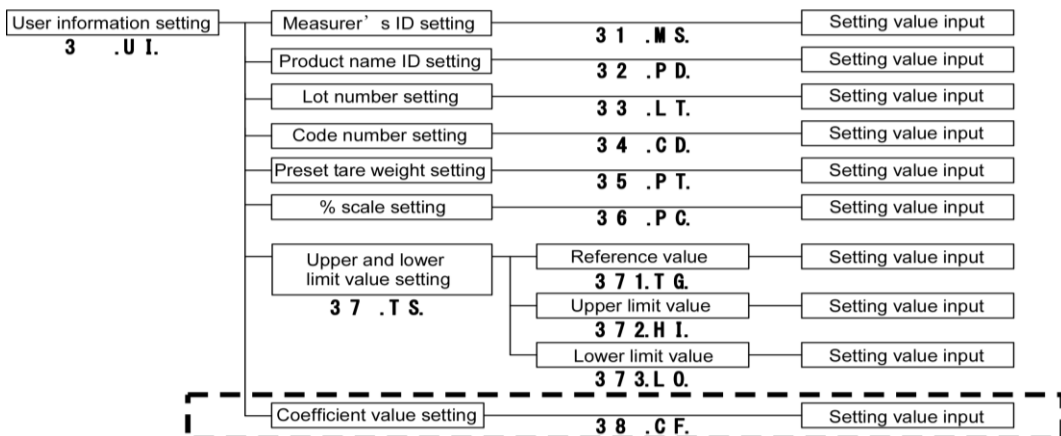 User information setting
3 .U I.
Measurer’ s ID setting
3 1 .M S.
Setting value input
Product name ID setting
3 2 .P D.
Setting value input
Lot number setting
3 3 .L T.
Setting value input
Code number setting
3 4 .C D.
Setting value input
Preset tare weight setting
3 5 .P T.
Setting value input
% scale setting
3 6 .P C.
Setting value input
Upper and lower
limit value setting
3 7 .T S.
Reference value
3 7 1.T G.
Setting value input
Upper limit value
3 7 2.H I.
Setting value input
Lower limit value
3 7 3.L O.
Setting value input
Coefficient value setting
3 8 .C F.
Setting value input